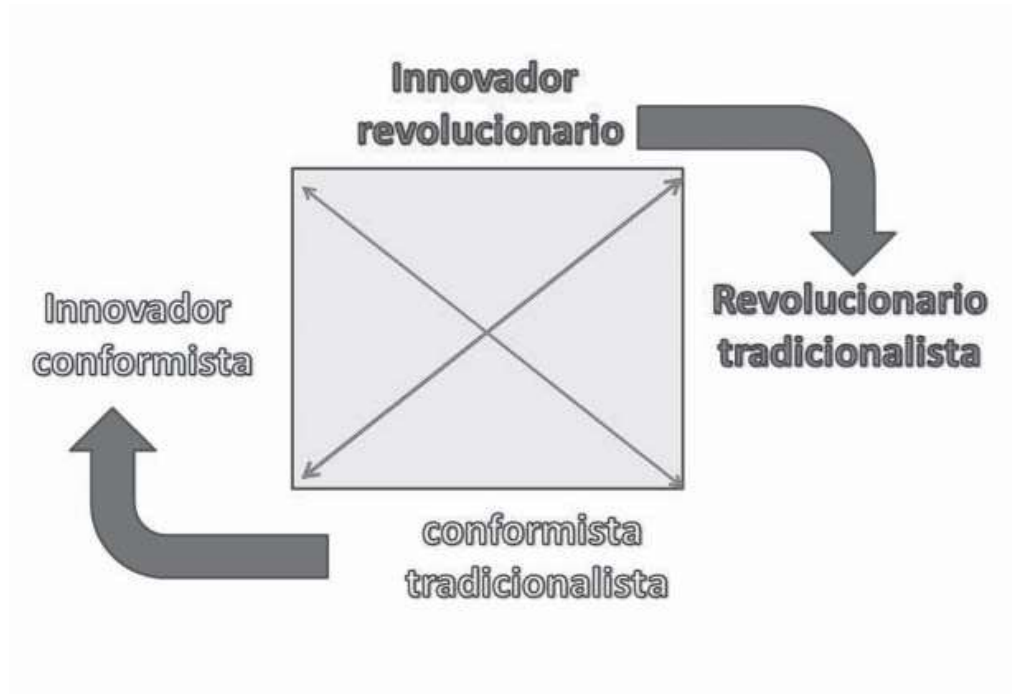 Innovador
revolucionario
Innovador
conformista
Revolucionario
tradicionalista
conformista
tradicionalista